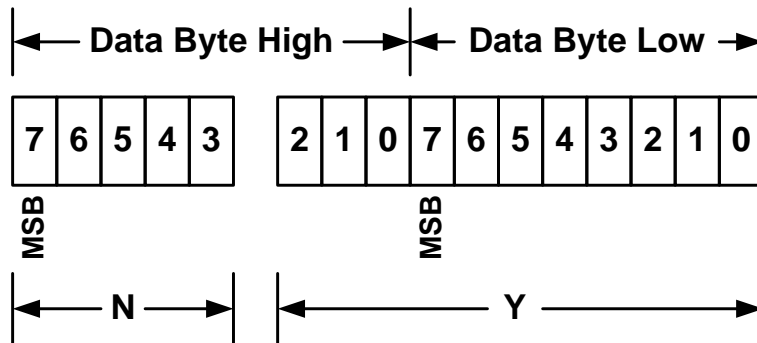 Data Byte High Data Byte Low
7 6 5 4 3 2 1 0 7 6 5 4 3 2 1 0
MSB MSB
N Y